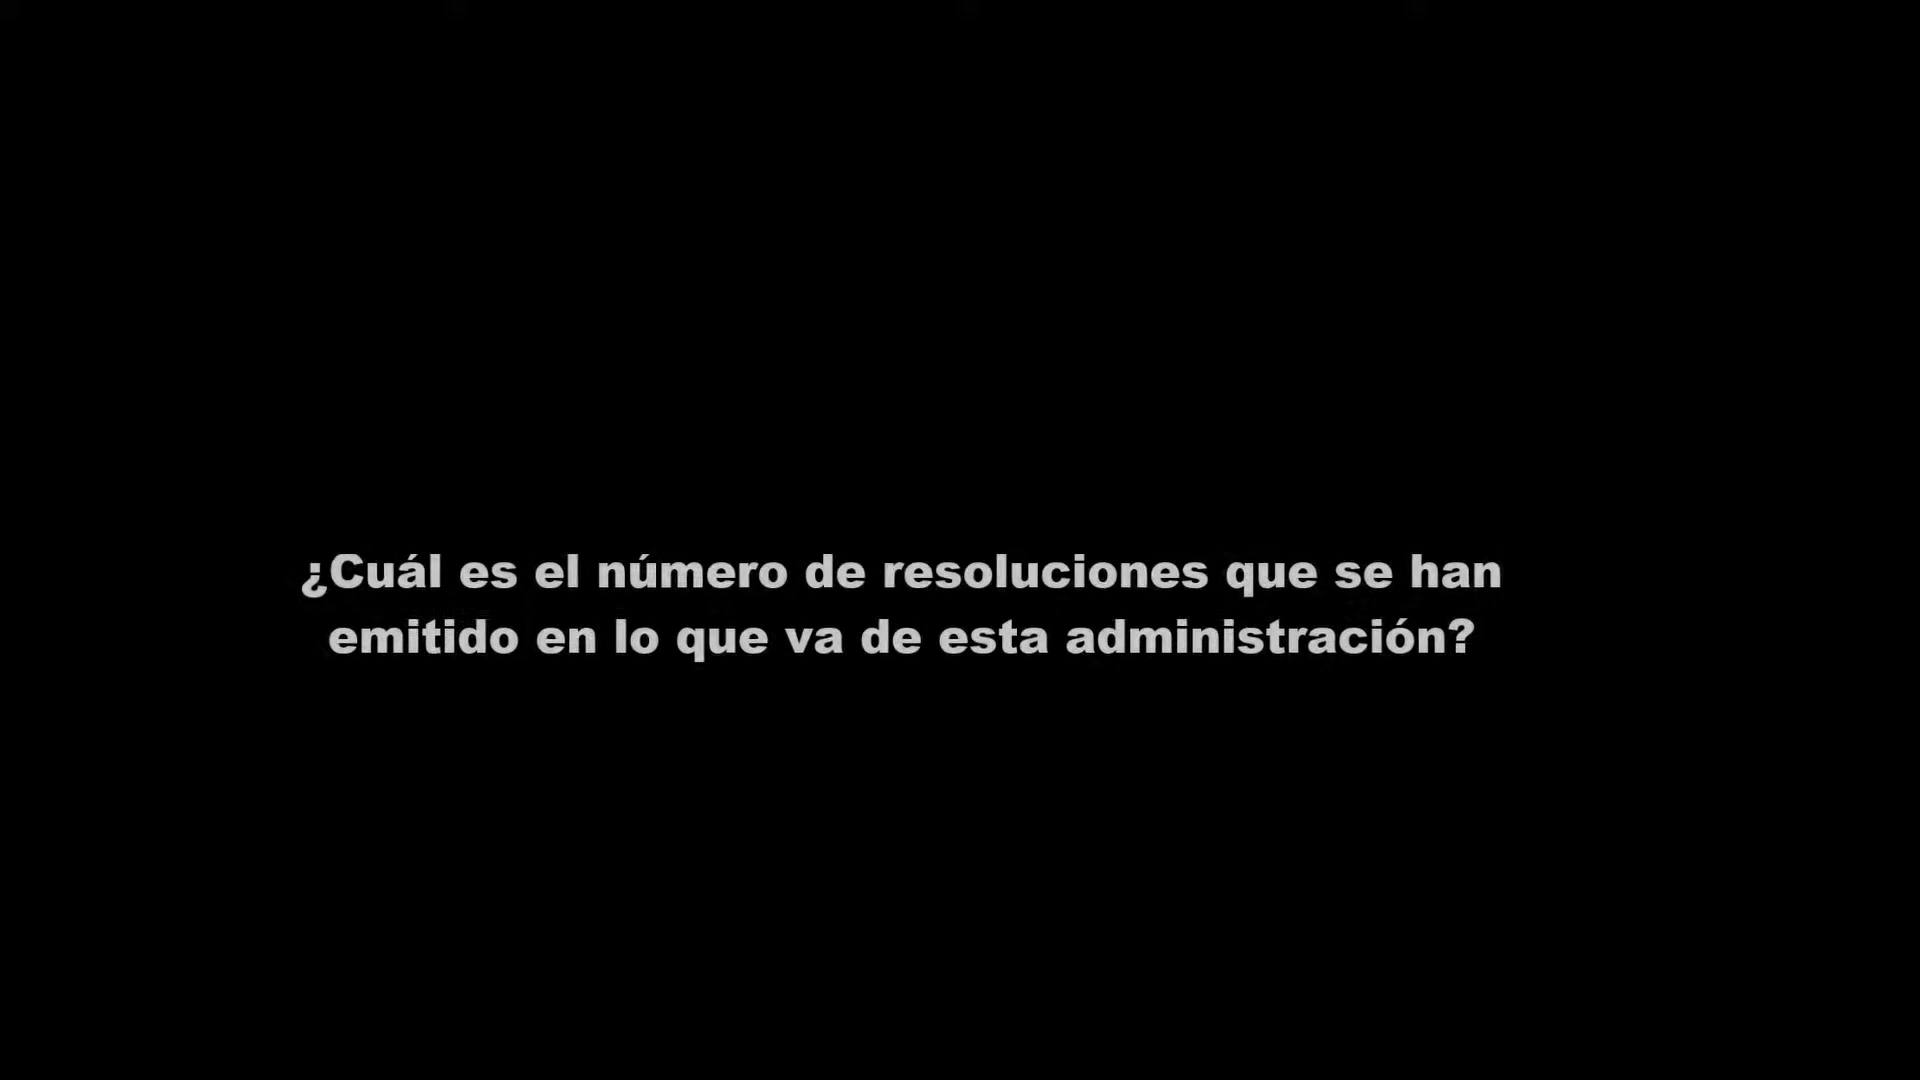 ¿Cuál es el número de resoluciones que se han
emitido en lo que va de esta administración?